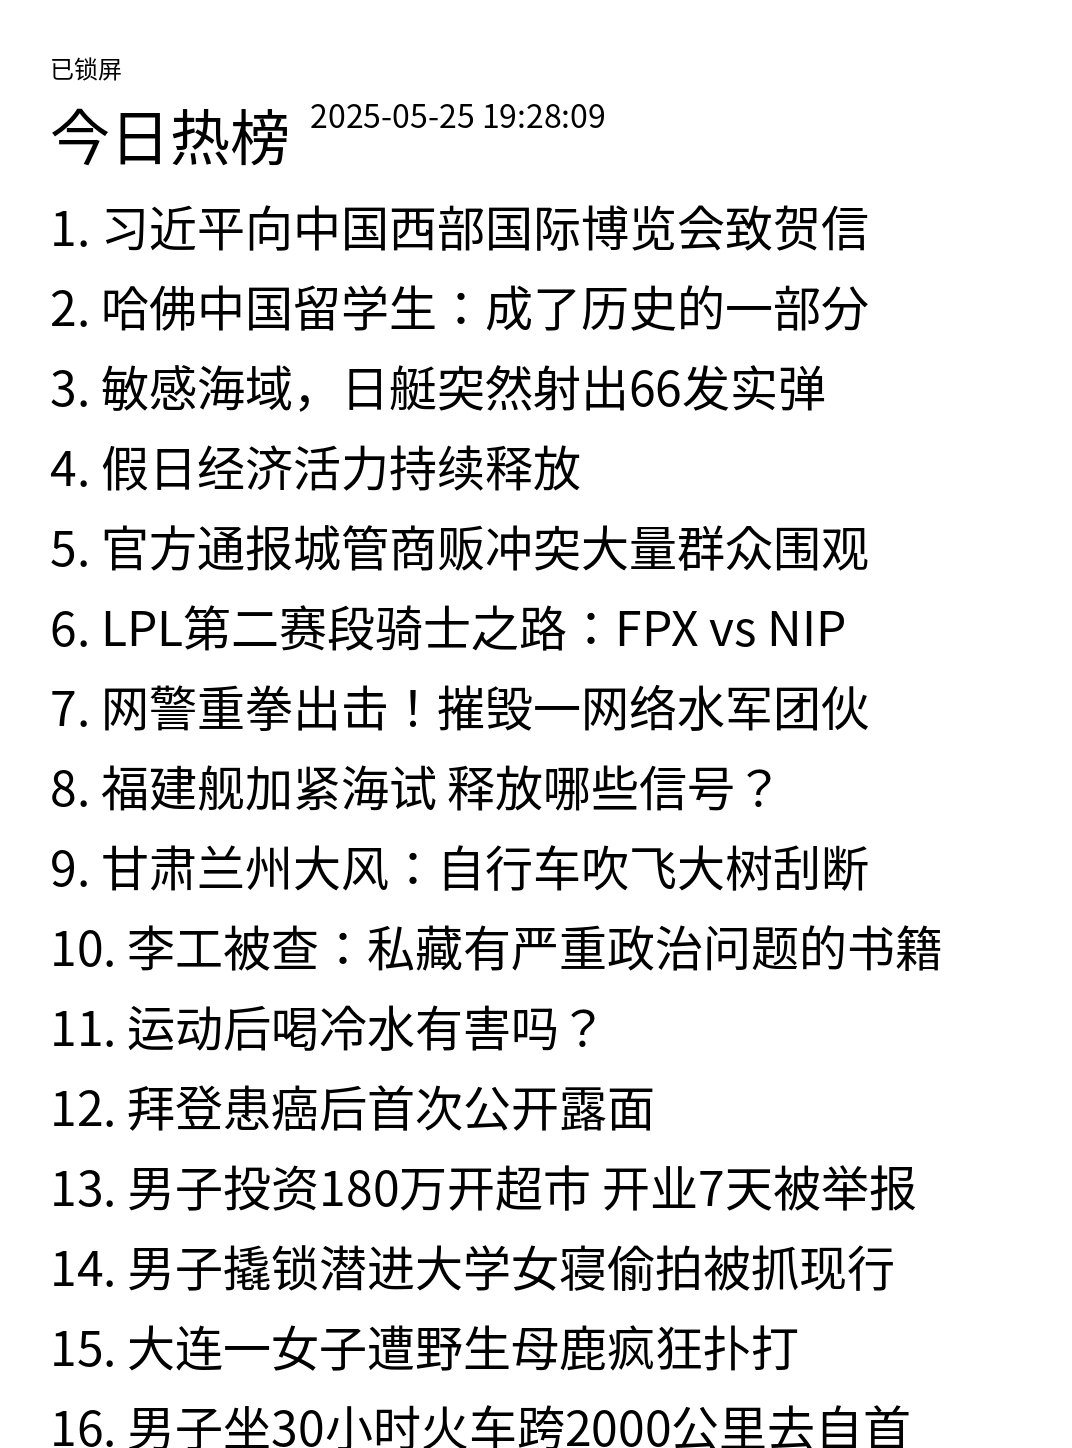 已锁屏
今日热榜 2025-05-25 19:28:09
1. 习近平向中国西部国际博览会致贺信
2. 哈佛中国留学生：成了历史的一部分
3. 敏感海域，日艇突然射出66发实弹
4. 假日经济活力持续释放
5. 官方通报城管商贩冲突大量群众围观
6. LPL第二赛段骑士之路：FPX vs NIP
7. 网警重拳出击！摧毁一网络水军团伙
8. 福建舰加紧海试 释放哪些信号？
9. 甘肃兰州大风：自行车吹飞大树刮断
10. 李工被查：私藏有严重政治问题的书籍
11. 运动后喝冷水有害吗？
12. 拜登患癌后首次公开露面
13. 男子投资180万开超市 开业7天被举报
14. 男子撬锁潜进大学女寝偷拍被抓现行
15. 大连一女子遭野生母鹿疯狂扑打
16. 男子坐30小时火车跨2000公里去自首